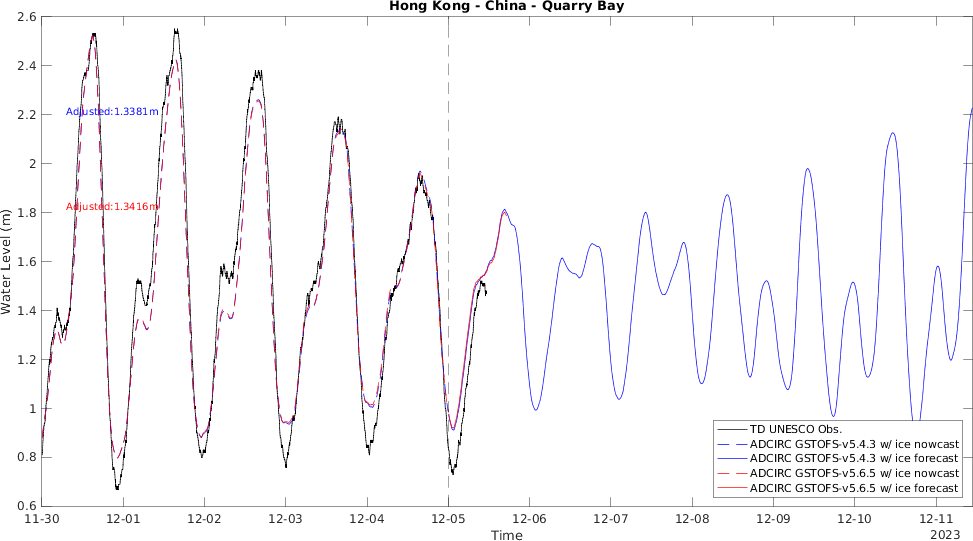 Hong Kong - China - Quarry Bay
Water Level (m)
2.6
2.4
2.2
2
1.8
1.6
1.4
1.2
1
0.8
0.6
Adjusted:1.3381m
Adjusted:1.3416m
TD UNESCO Obs.
ADCIRC GSTOFS-v5.4.3 w/ ice nowcast
ADCIRC GSTOFS-v5.4.3 w/ ice forecast
ADCIRC GSTOFS-v5.6.5 w/ ice nowcast
ADCIRC GSTOFS-v5.6.5 w/ ice forecast
11-30 12-01 12-02 12-03 12-04 12-05 12-06 12-07 12-08 12-09 12-10 12-11
Time
2023